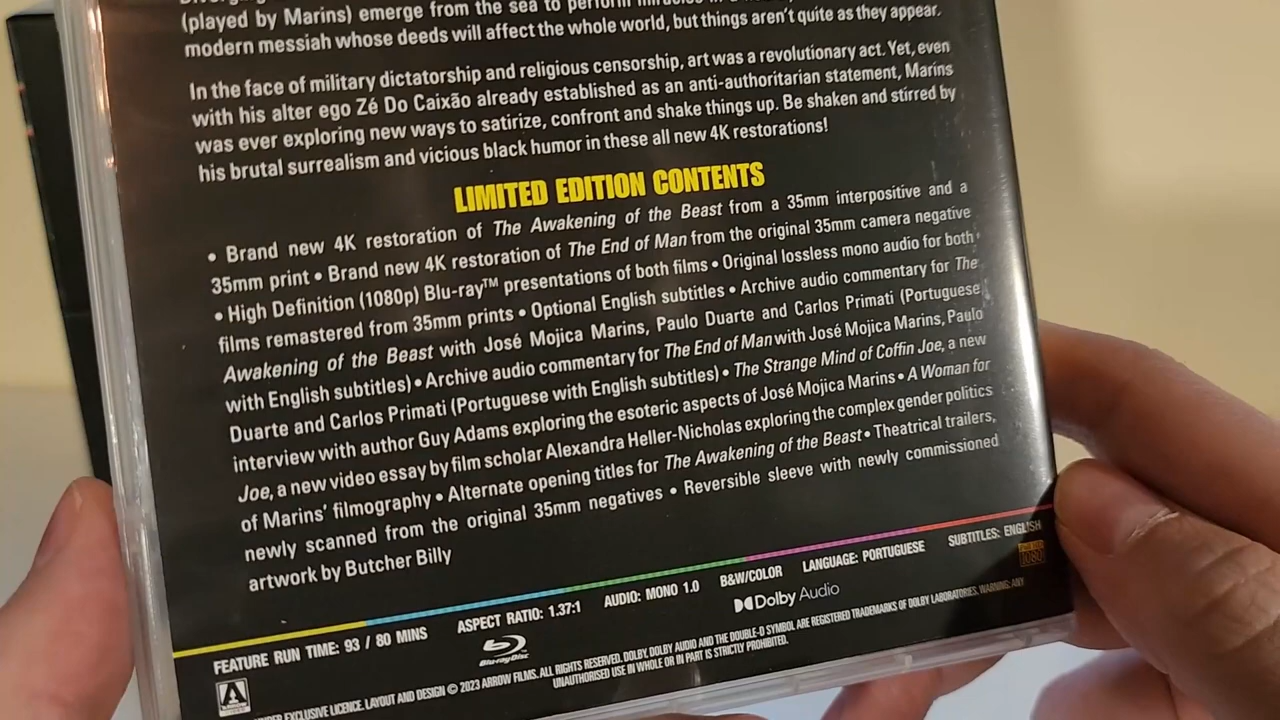 (played by Marins) emerge from the sea to perform miracles in a
modern messiah whose deeds will affect the whole world, but things aren't quite as they appear.
In the face of military dictatorship and religious censorship, art was a revolutionary act. Yet, even
with his alter ego Zé Do Caixão already established as an anti-authoritarian statement, Marins
was ever exploring new ways to satirize, confront and shake things up. Be shaken and stirred by
his brutal surrealism and vicious black humor in these all new 4K restorations!
LIMITED EDITION CONTENTS
• Brand new 4K restoration of The Awakening of the Beast from a 35mm interpositive and a
35mm print • Brand new 4K restoration of The End of Man from the original 35mm camera negative
• High Definition (1080p) Blu-ray™ presentations of both films • Original lossless mono audio for both
films remastered from 35mm prints • Optional English subtitles • Archive audio commentary for The
Awakening of the Beast with José Mojica Marins, Paulo Duarte and Carlos Primati (Portuguese
with English subtitles) • Archive audio commentary for The End of Man with José Mojica Marins, Paulo
Duarte and Carlos Primati (Portuguese with English subtitles) • The Strange Mind of Coffin Joe, a new
interview with author Guy Adams exploring the esoteric aspects of José Mojica Marins • A Woman for
Joe, a new video essay by film scholar Alexandra Heller-Nicholas exploring the complex gender politics
of Marins' filmography • Alternate opening titles for The Awakening of the Beast • Theatrical trailers,
newly scanned from the original 35mm negatives • Reversible sleeve with newly commissioned
artwork by Butcher Billy
FEATURE RUN TIME: 93 / 80 MINS ASPECT RATIO: 1.37:1 AUDIO: MONO 1.0 B&W/COLOR LANGUAGE: PORTUGUESE SUBTITLES: ENGLISH
Blu-ray Disc Dolby Audio 1080
EXCLUSIVE LICENCE. LAYOUT AND DESIGN © 2023 ARROW FILMS. ALL RIGHTS RESERVED. DOLBY, DOLBY AUDIO AND THE DOUBLE-D SYMBOL ARE REGISTERED TRADEMARKS OF DOLBY LABORATORIES. WARNING: ANY
UNAUTHORISED USE IN WHOLE OR IN PART IS STRICTLY PROHIBITED.